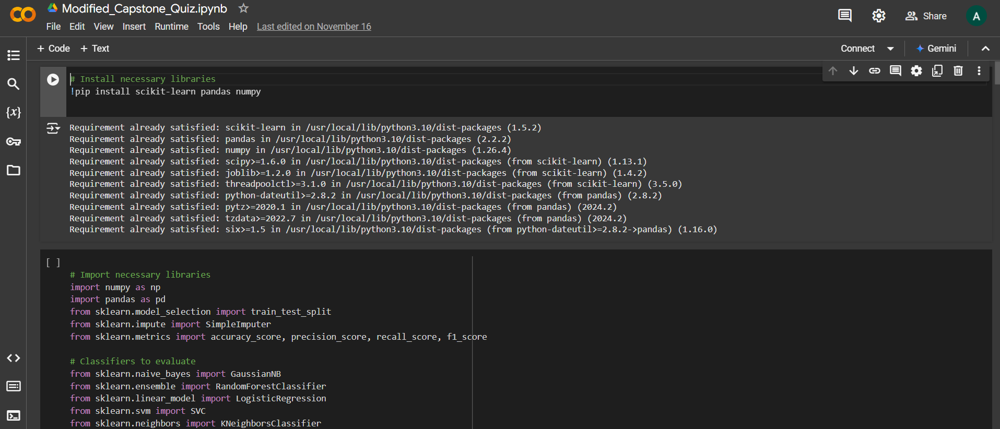 Modified_Capstone_Quiz.ipynb
File Edit View Insert Runtime Tools Help Last edited on November 16
Share
A
+ Code + Text
Connect
Gemini
# Install necessary libraries
!pip install scikit-learn pandas numpy
{x}
Requirement already satisfied: scikit-learn in /usr/local/lib/python3.10/dist-packages (1.5.2)
Requirement already satisfied: pandas in /usr/local/lib/python3.10/dist-packages (2.2.2)
Requirement already satisfied: numpy in /usr/local/lib/python3.10/dist-packages (1.26.4)
Requirement already satisfied: scipy>=1.6.0 in /usr/local/lib/python3.10/dist-packages (from scikit-learn) (1.13.1)
Requirement already satisfied: joblib>=1.2.0 in /usr/local/lib/python3.10/dist-packages (from scikit-learn) (1.4.2)
Requirement already satisfied: threadpoolctl>=3.1.0 in /usr/local/lib/python3.10/dist-packages (from scikit-learn) (3.5.0)
Requirement already satisfied: python-dateutil>=2.8.2 in /usr/local/lib/python3.10/dist-packages (from pandas) (2.8.2)
Requirement already satisfied: pytz>=2020.1 in /usr/local/lib/python3.10/dist-packages (from pandas) (2024.2)
Requirement already satisfied: tzdata>=2022.7 in /usr/local/lib/python3.10/dist-packages (from pandas) (2024.2)
Requirement already satisfied: six>=1.5 in /usr/local/lib/python3.10/dist-packages (from python-dateutil>=2.8.2->pandas) (1.16.0)
[ ]
# Import necessary libraries
import numpy as np
import pandas as pd
from sklearn.model_selection import train_test_split
from sklearn.impute import SimpleImputer
from sklearn.metrics import accuracy_score, precision_score, recall_score, f1_score
# Classifiers to evaluate
from sklearn.naive_bayes import GaussianNB
from sklearn.ensemble import RandomForestClassifier
from sklearn.linear_model import LogisticRegression
from sklearn.svm import SVC
from sklearn.neighbors import KNeighborsClassifier